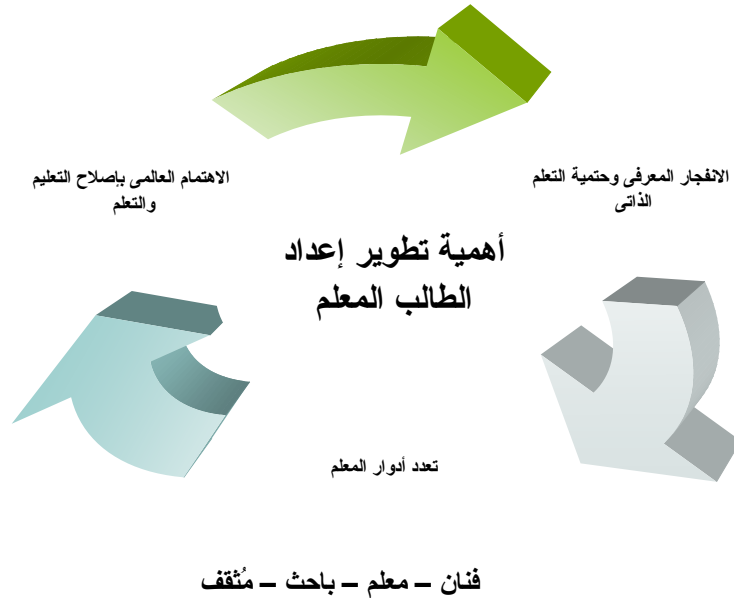 الانفجار المعرفى وحتمية التعلم
الذاتى
الاهتمام العالمى بإصلاح التعليم
والتعلم
أهمية تطوير إعداد
الطالب المعلم
تعدد أدوار المعلم
فنان – معلم – باحث – مُثقف